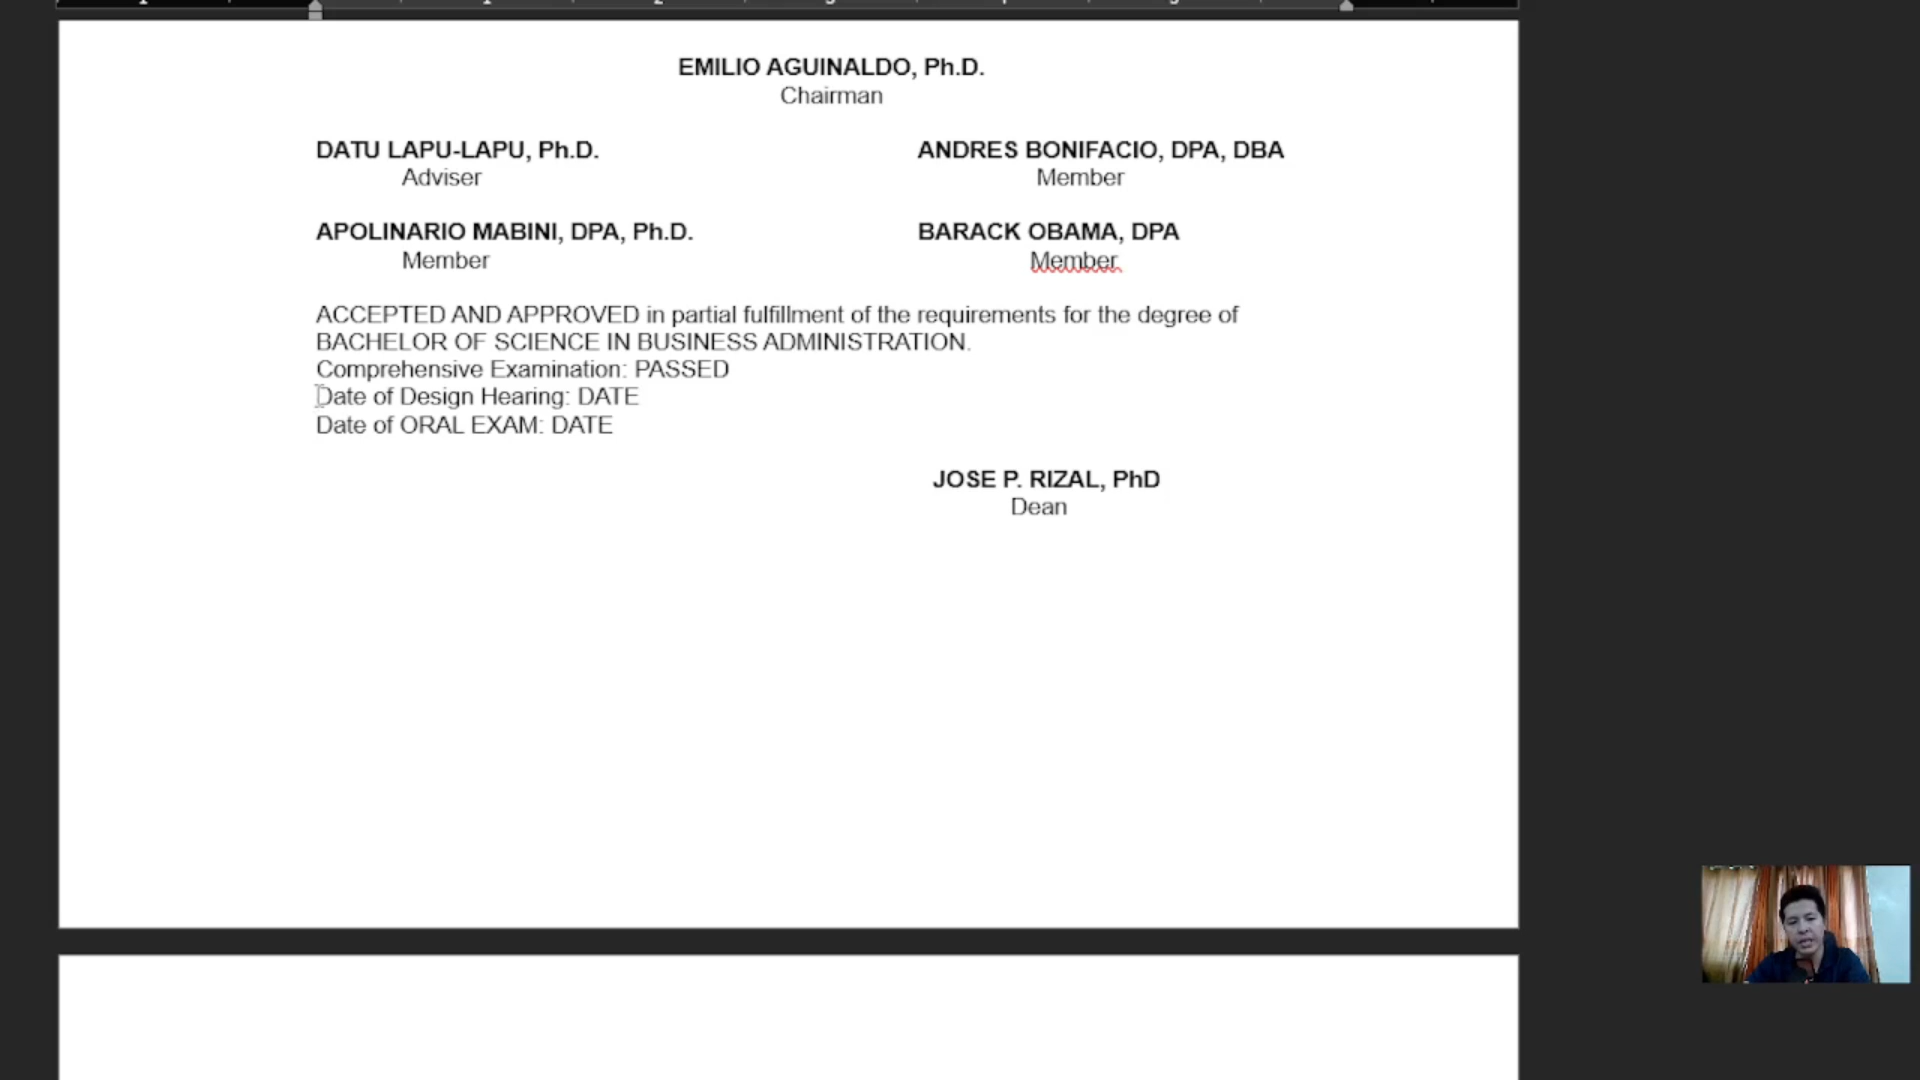 EMILIO AGUINALDO, Ph.D.
Chairman
DATU LAPU-LAPU, Ph.D. ANDRES BONIFACIO, DPA, DBA
Adviser Member
APOLINARIO MABINI, DPA, Ph.D. BARACK OBAMA, DPA
Member Member
ACCEPTED AND APPROVED in partial fulfillment of the requirements for the degree of
BACHELOR OF SCIENCE IN BUSINESS ADMINISTRATION.
Comprehensive Examination: PASSED
Date of Design Hearing: DATE
Date of ORAL EXAM: DATE
JOSE P. RIZAL, PhD
Dean